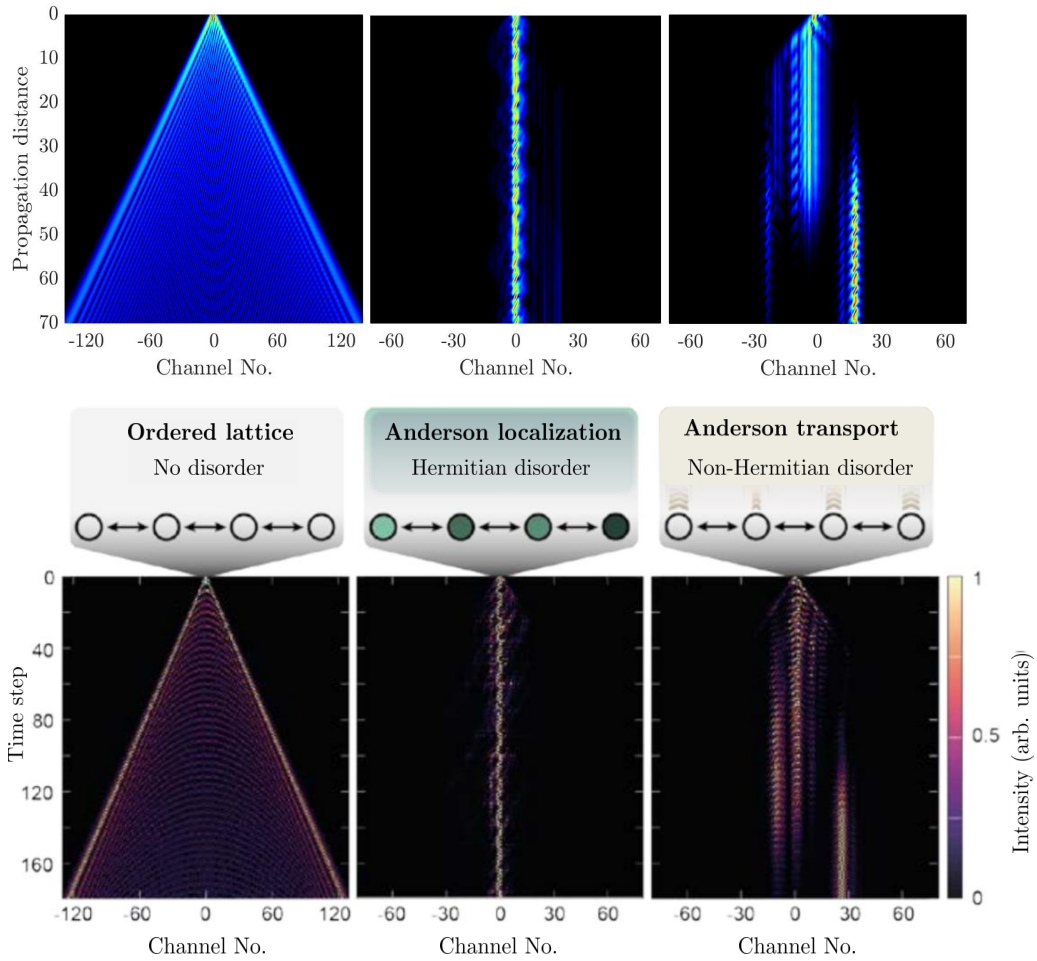 0
10
20
30
40
50
60
70
Propagation distance
-120 -60 0 60 120
Channel No.
-60 -30 0 30 60
Channel No.
-60 -30 0 30 60
Channel No.
Ordered lattice
No disorder
Anderson localization
Hermitian disorder
Anderson transport
Non-Hermitian disorder
0
40
80
120
160
Time step
-120 -60 0 60 120
Channel No.
-60 -30 0 30 60
Channel No.
-60 -30 0 30 60
Channel No.
1
0.5
0
Intensity (arb. units)